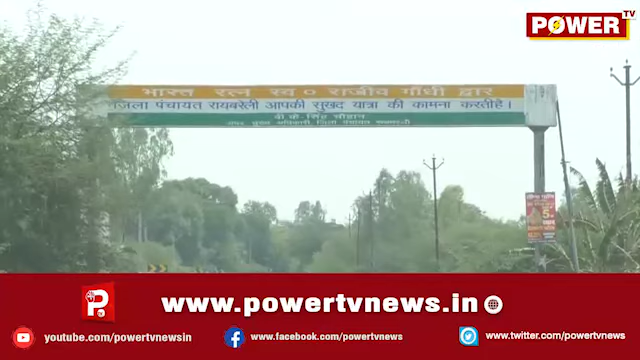 POWER TV
भारत रत्न स्व० राजीव गाँधी द्वार
जिला पंचायत रायबरेली आपकी सुखद यात्रा की कामना करती है।
वी.के. सिंह चौहान
www.powertvnews.in
youtube.com/powertvnewsin
www.facebook.com/powertvnews
www.twitter.com/powertvnews